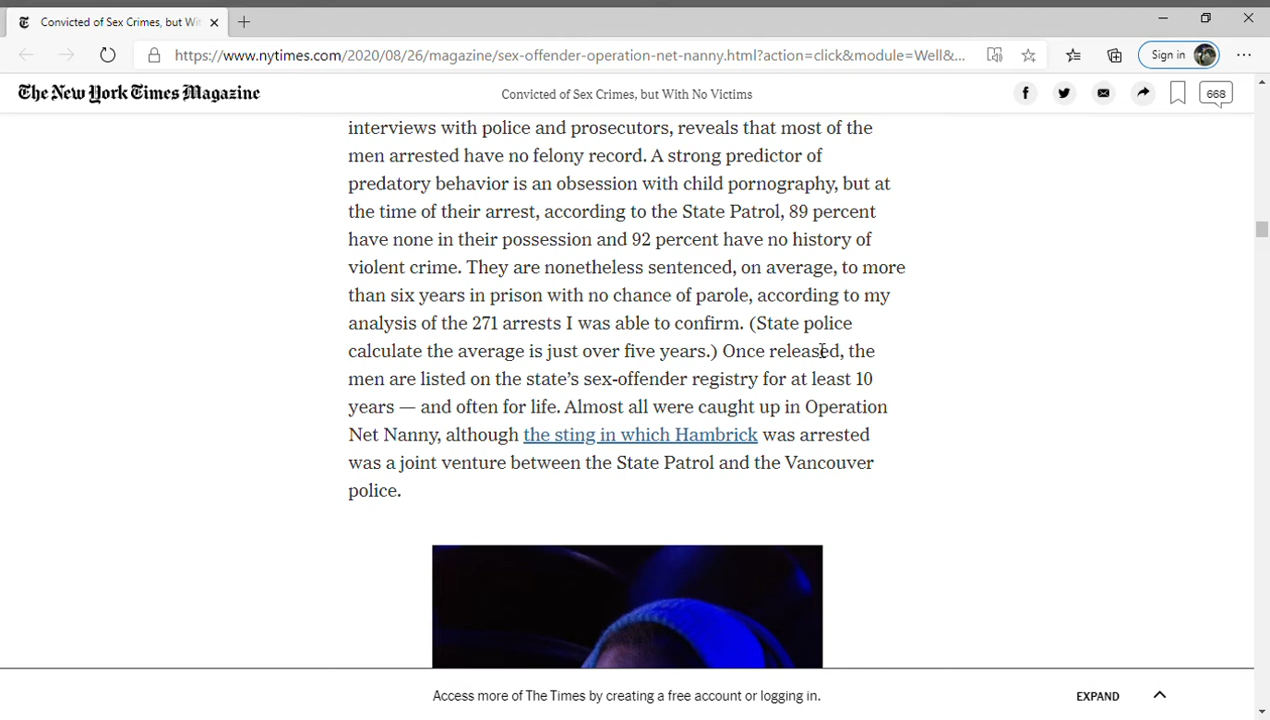 Convicted of Sex Crimes, but Wit
https://www.nytimes.com/2020/08/26/magazine/sex-offender-operation-net-nanny.html?action=click&module=Well&...
Sign in
The New York Times Magazine
Convicted of Sex Crimes, but With No Victims
668
interviews with police and prosecutors, reveals that most of the
men arrested have no felony record. A strong predictor of
predatory behavior is an obsession with child pornography, but at
the time of their arrest, according to the State Patrol, 89 percent
have none in their possession and 92 percent have no history of
violent crime. They are nonetheless sentenced, on average, to more
than six years in prison with no chance of parole, according to my
analysis of the 271 arrests I was able to confirm. (State police
calculate the average is just over five years.) Once released, the
men are listed on the state’s sex-offender registry for at least 10
years — and often for life. Almost all were caught up in Operation
Net Nanny, although the sting in which Hambrick was arrested
was a joint venture between the State Patrol and the Vancouver
police.
Access more of The Times by creating a free account or logging in.
EXPAND